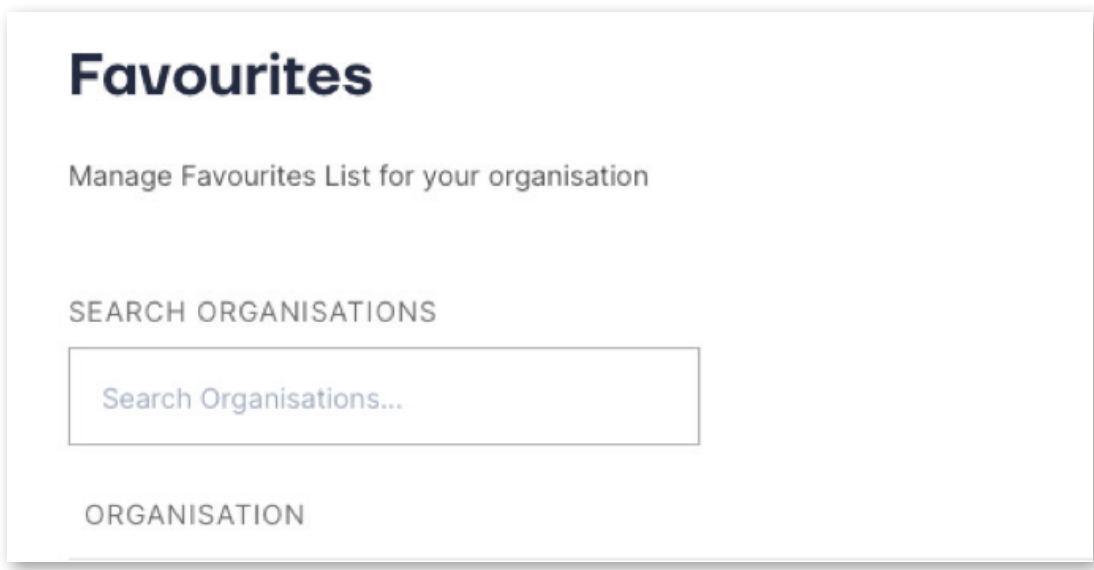 Favourites
Manage Favourites List for your organisation
SEARCH ORGANISATIONS
Search Organisations...
ORGANISATION